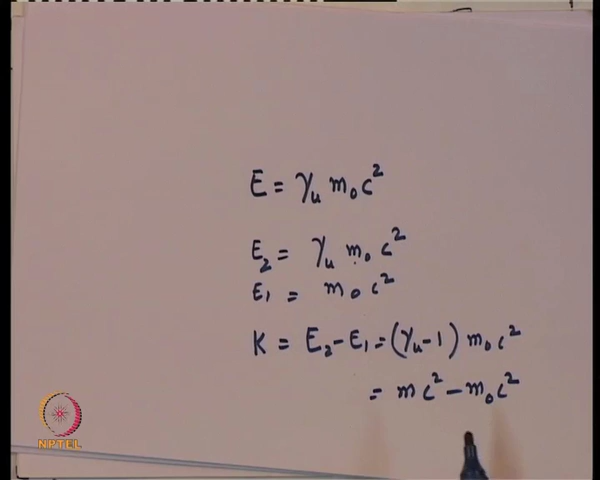 E = γᵤ m₀ c²
E₂ = γᵤ m₀ c²
E₁ = m₀ c²
K = E₂ - E₁ = (γᵤ - 1) m₀ c²
= m c² - m₀ c²
NPTEL